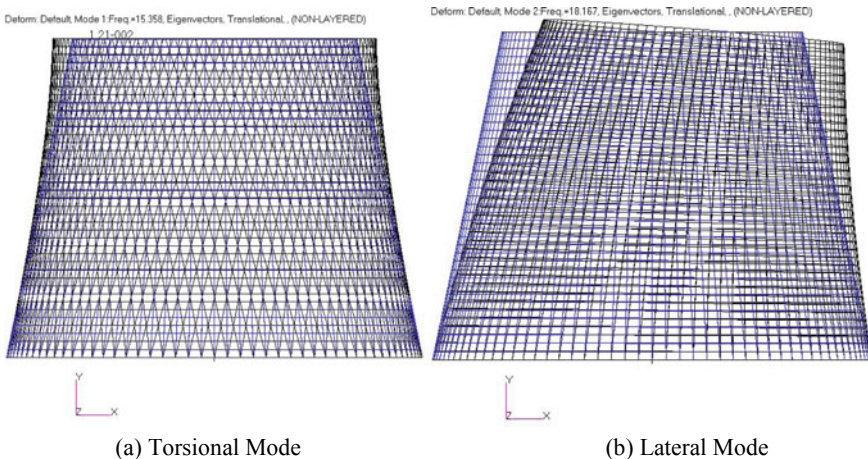 Deform: Default, Mode 1:Freq.=15.358, Eigenvectors, Translational, , (NON-LAYERED)
1.21-002
Deform: Default, Mode 2:Freq.=18.167, Eigenvectors, Translational, , (NON-LAYERED)
Y
Z X
Y
Z X
(a) Torsional Mode
(b) Lateral Mode